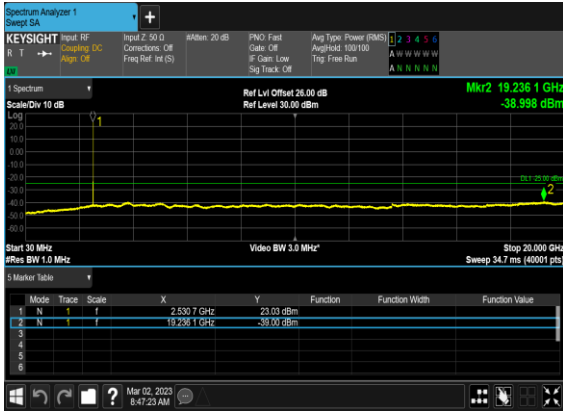 Spectrum Analyzer 1
Swept SA
KEYSIGHT
R T
LV
Input: RF
Coupling: DC
Align: Off
Input Z: 50 Ω
Corrections: Off
Freq Ref: Int (S)
#Atten: 20 dB
PNO: Fast
Gate: Off
IF Gain: Low
Sig Track: Off
Avg Type: Power (RMS)
Avg|Hold: 100/100
Trig: Free Run
1 2 3 4 5 6
A W W W W W
A N N N N N
1 Spectrum
Scale/Div 10 dB
Ref Lvl Offset 26.00 dB
Ref Level 30.00 dBm
Mkr2 19.236 1 GHz
-38.998 dBm
Log
20.0
10.0
0.00
-10.0
-20.0
-30.0
-40.0
-50.0
-60.0
1
DL1 -25.00 dBm
2
Start 30 MHz
#Res BW 1.0 MHz
Video BW 3.0 MHz*
Stop 20.000 GHz
Sweep 34.7 ms (40001 pts)
5 Marker Table
Mode Trace Scale X Y Function Function Width Function Value
1 N 1 f 2.530 7 GHz 23.03 dBm
2 N 1 f 19.236 1 GHz -39.00 dBm
3
4
5
6
Mar 02, 2023
8:47:23 AM